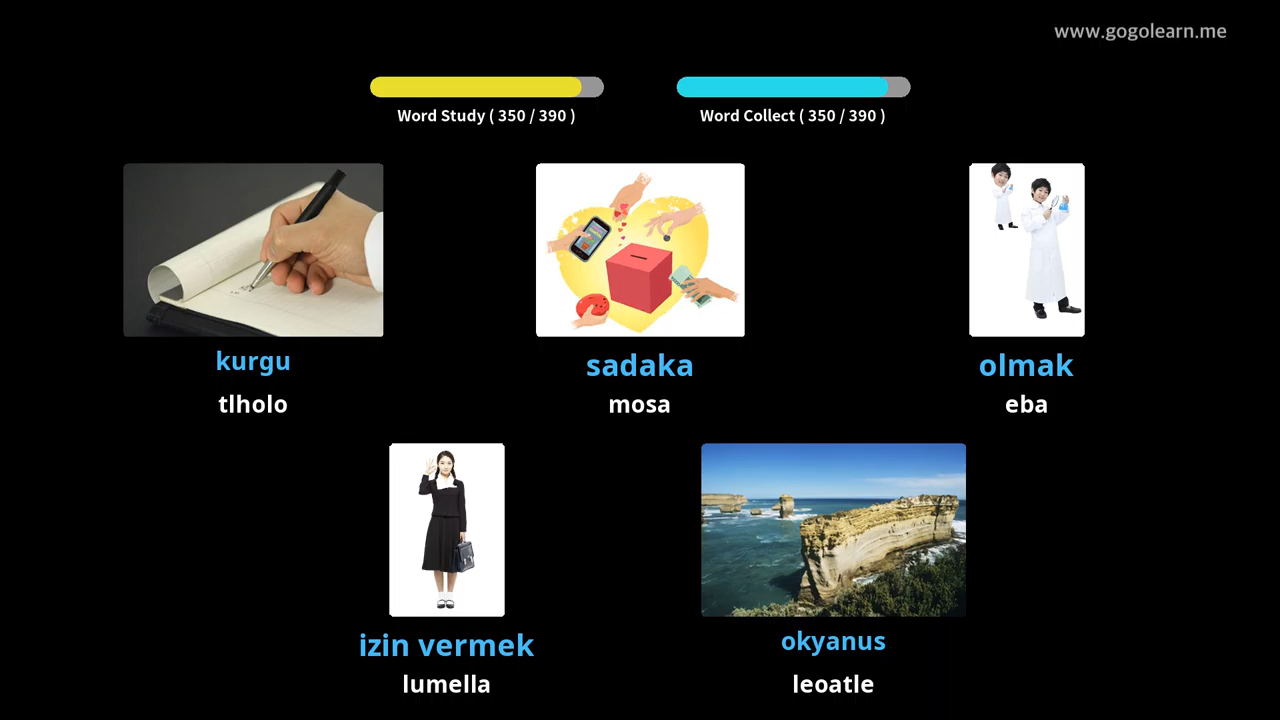 www.gogolearn.me
Word Study ( 350 / 390 )
Word Collect ( 350 / 390 )
kurgu
tlholo
sadaka
mosa
olmak
eba
izin vermek
lumella
okyanus
leoatle